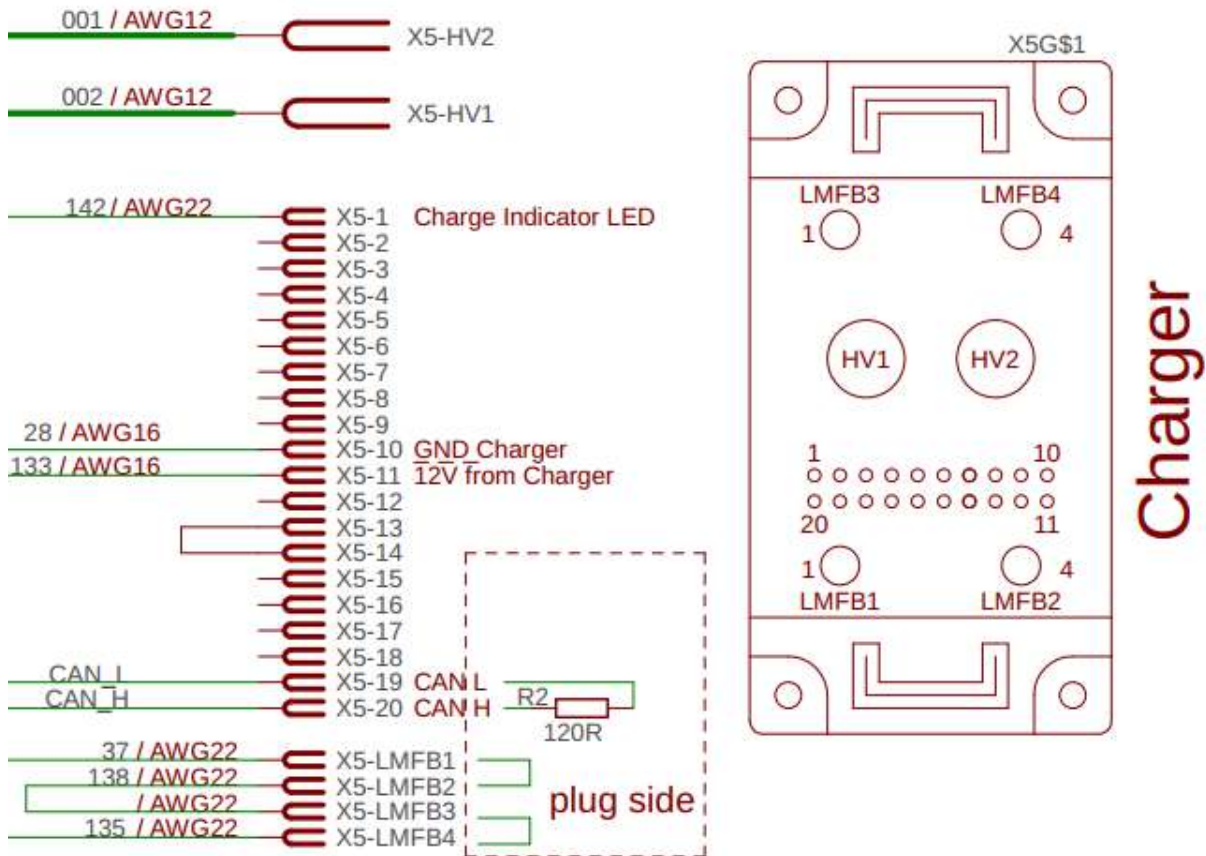 001 / AWG12
X5-HV2
002 / AWG12
X5-HV1
142 / AWG22
X5-1 Charge Indicator LED
X5-2
X5-3
X5-4
X5-5
X5-6
X5-7
X5-8
X5-9
28 / AWG16
X5-10 GND_Charger
133 / AWG16
X5-11 12V from Charger
X5-12
X5-13
X5-14
X5-15
X5-16
X5-17
X5-18
CAN_L
X5-19 CAN L
CAN_H
X5-20 CAN H
R2
120R
37 / AWG22
X5-LMFB1
138 / AWG22
X5-LMFB2
/ AWG22
X5-LMFB3
135 / AWG22
X5-LMFB4
plug side
X5G$1
LMFB3 LMFB4
1 4
HV1 HV2
1 10
20 11
1 4
LMFB1 LMFB2
Charger